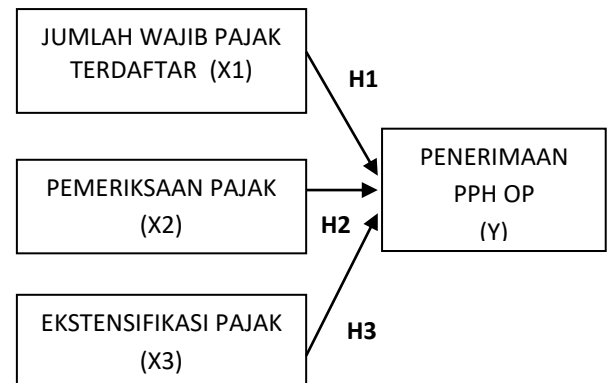 JUMLAH WAJIB PAJAK
TERDAFTAR (X1)
H1
PEMERIKSAAN PAJAK
(X2)
H2
EKSTENSIFIKASI PAJAK
(X3)
H3
PENERIMAAN
PPH OP
(Y)